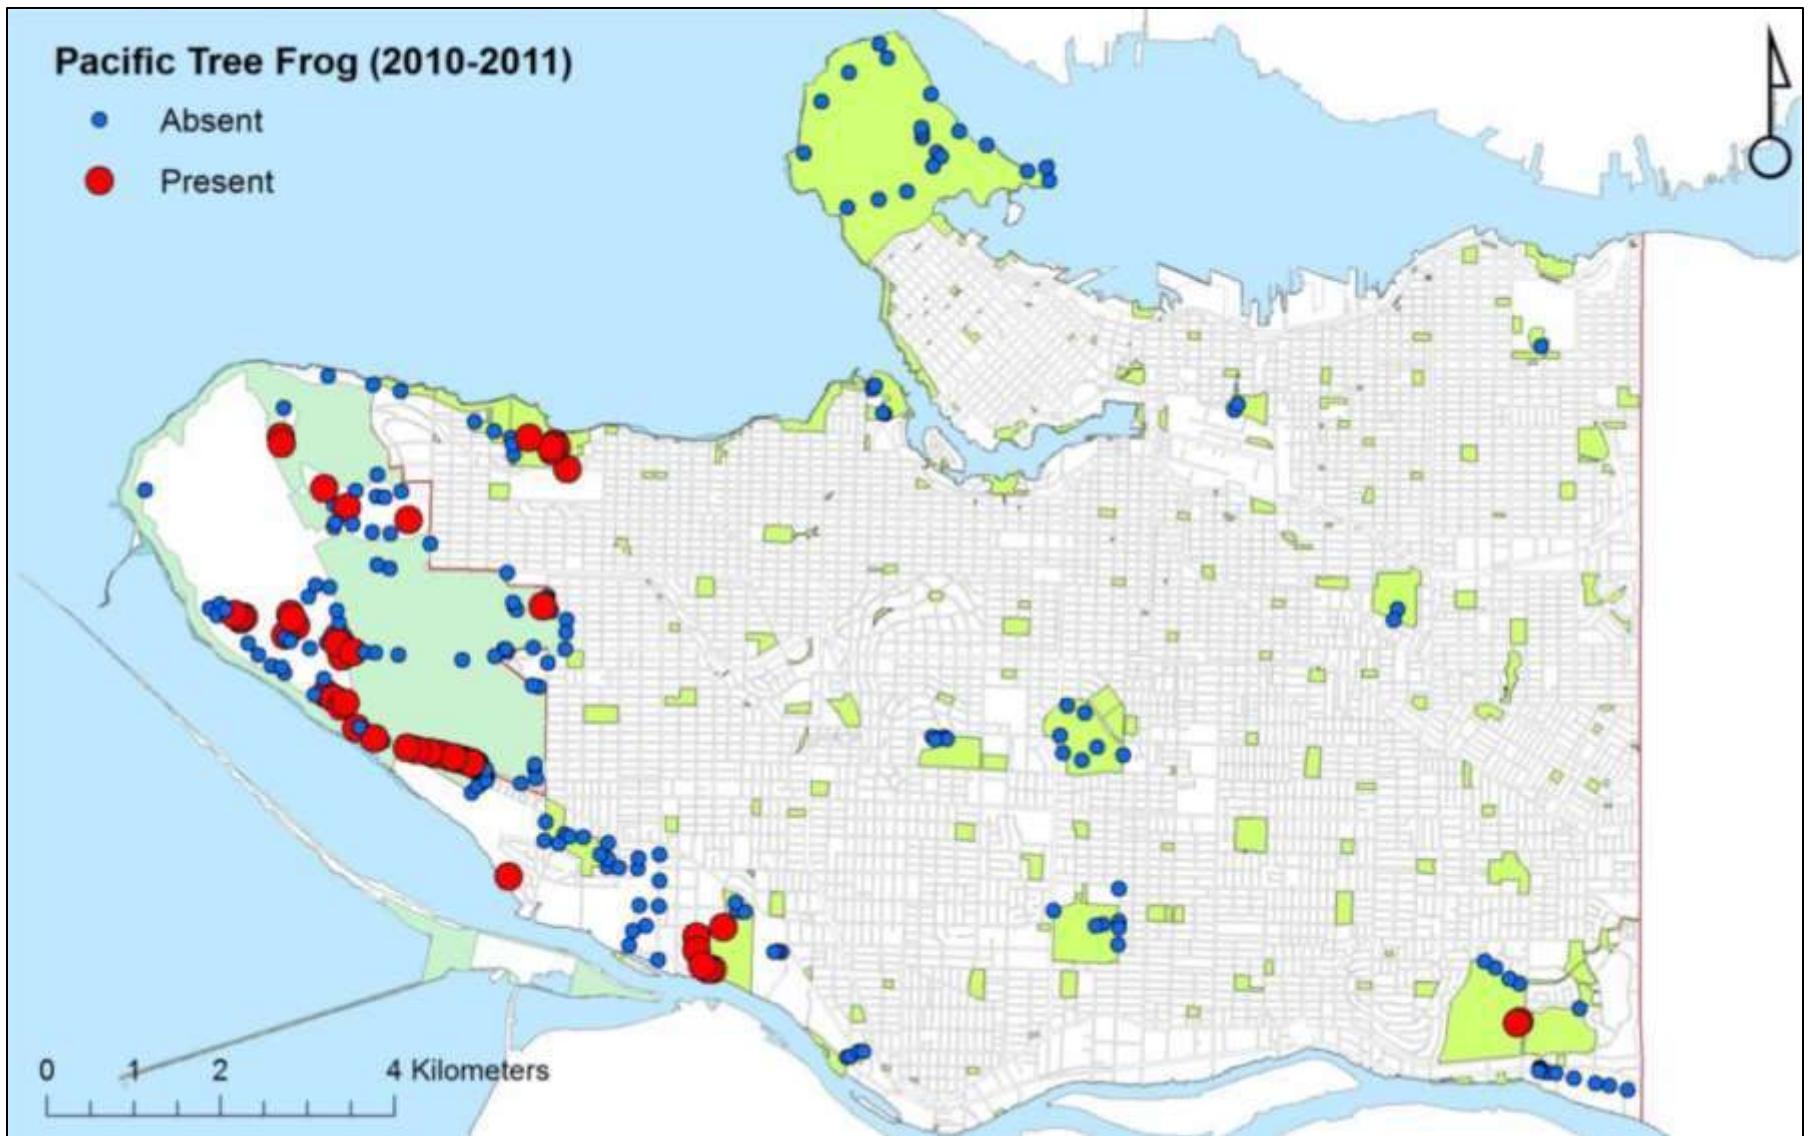 Pacific Tree Frog (2010-2011)
Absent
Present
0 1 2 4 Kilometers